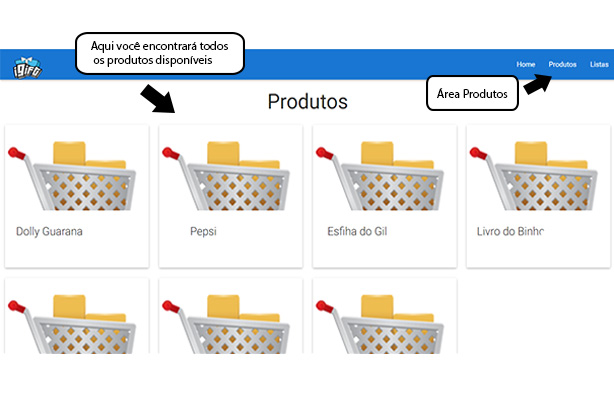 Aqui você encontrará todos
os produtos disponíveis
iGIFT
Home Produtos Listas
Área Produtos
Produtos
Dolly Guarana
Pepsi
Esfiha do Gil
Livro do Binho